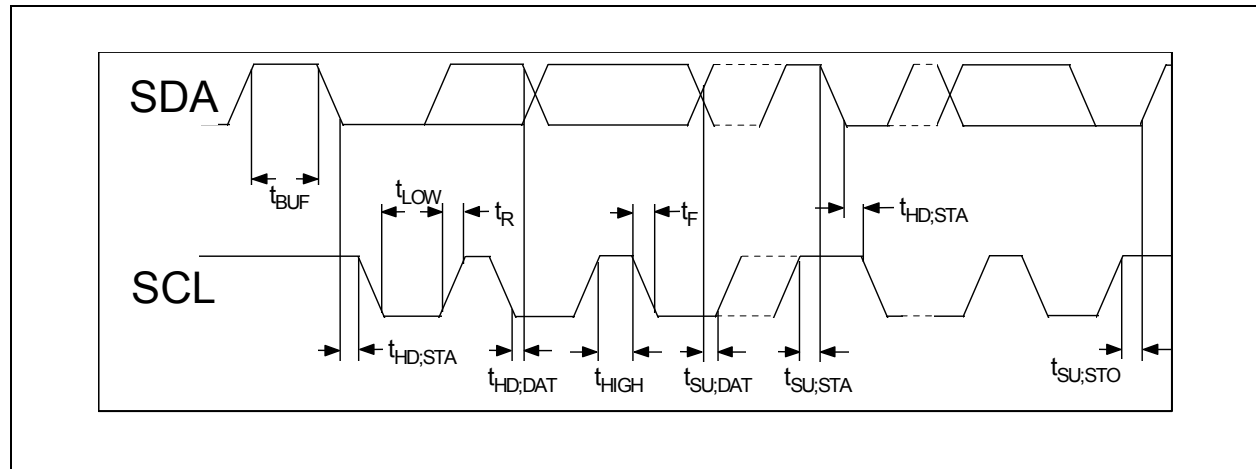 SDA
tBUF
tLOW
tR
tF
tHD;STA
SCL
tHD;STA
tHD;DAT
tHIGH
tSU;DAT
tSU;STA
tSU;STO